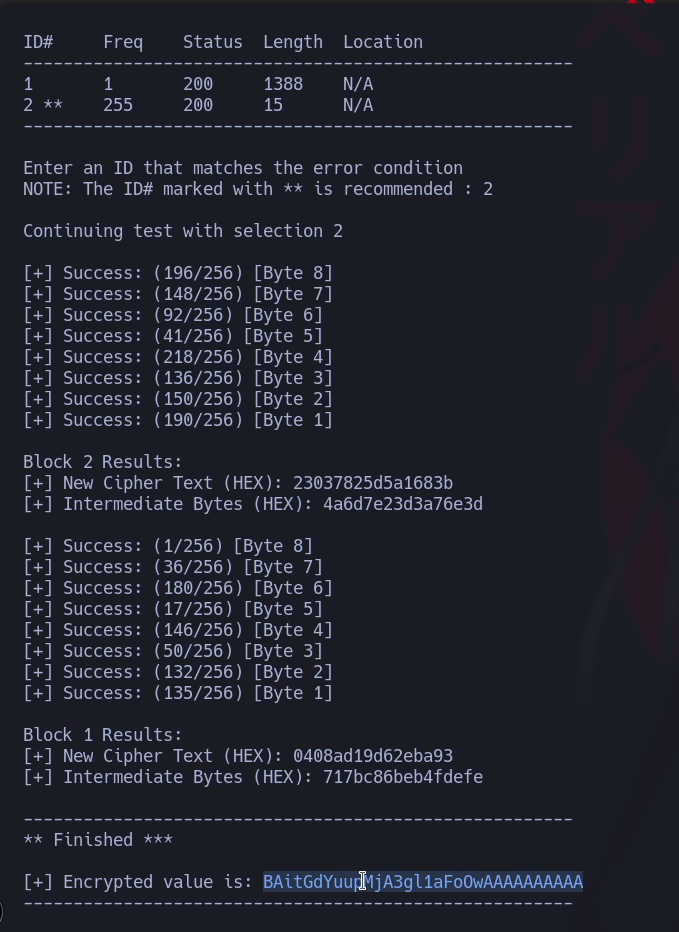 ID#     Freq    Status  Length  Location
-------------------------------------------------------
1       1       200     1388    N/A
2 **    255     200     15      N/A
-------------------------------------------------------
Enter an ID that matches the error condition
NOTE: The ID# marked with ** is recommended : 2
Continuing test with selection 2
[+] Success: (196/256) [Byte 8]
[+] Success: (148/256) [Byte 7]
[+] Success: (92/256) [Byte 6]
[+] Success: (41/256) [Byte 5]
[+] Success: (218/256) [Byte 4]
[+] Success: (136/256) [Byte 3]
[+] Success: (150/256) [Byte 2]
[+] Success: (190/256) [Byte 1]
Block 2 Results:
[+] New Cipher Text (HEX): 23037825d5a1683b
[+] Intermediate Bytes (HEX): 4a6d7e23d3a76e3d
[+] Success: (1/256) [Byte 8]
[+] Success: (36/256) [Byte 7]
[+] Success: (180/256) [Byte 6]
[+] Success: (17/256) [Byte 5]
[+] Success: (146/256) [Byte 4]
[+] Success: (50/256) [Byte 3]
[+] Success: (132/256) [Byte 2]
[+] Success: (135/256) [Byte 1]
Block 1 Results:
[+] New Cipher Text (HEX): 0408ad19d62eba93
[+] Intermediate Bytes (HEX): 717bc86beb4fdefe
-------------------------------------------------------
** Finished ***
[+] Encrypted value is: BAitGdYuupMjA3gl1aFoOwAAAAAAAAAA
-------------------------------------------------------
ベリアル